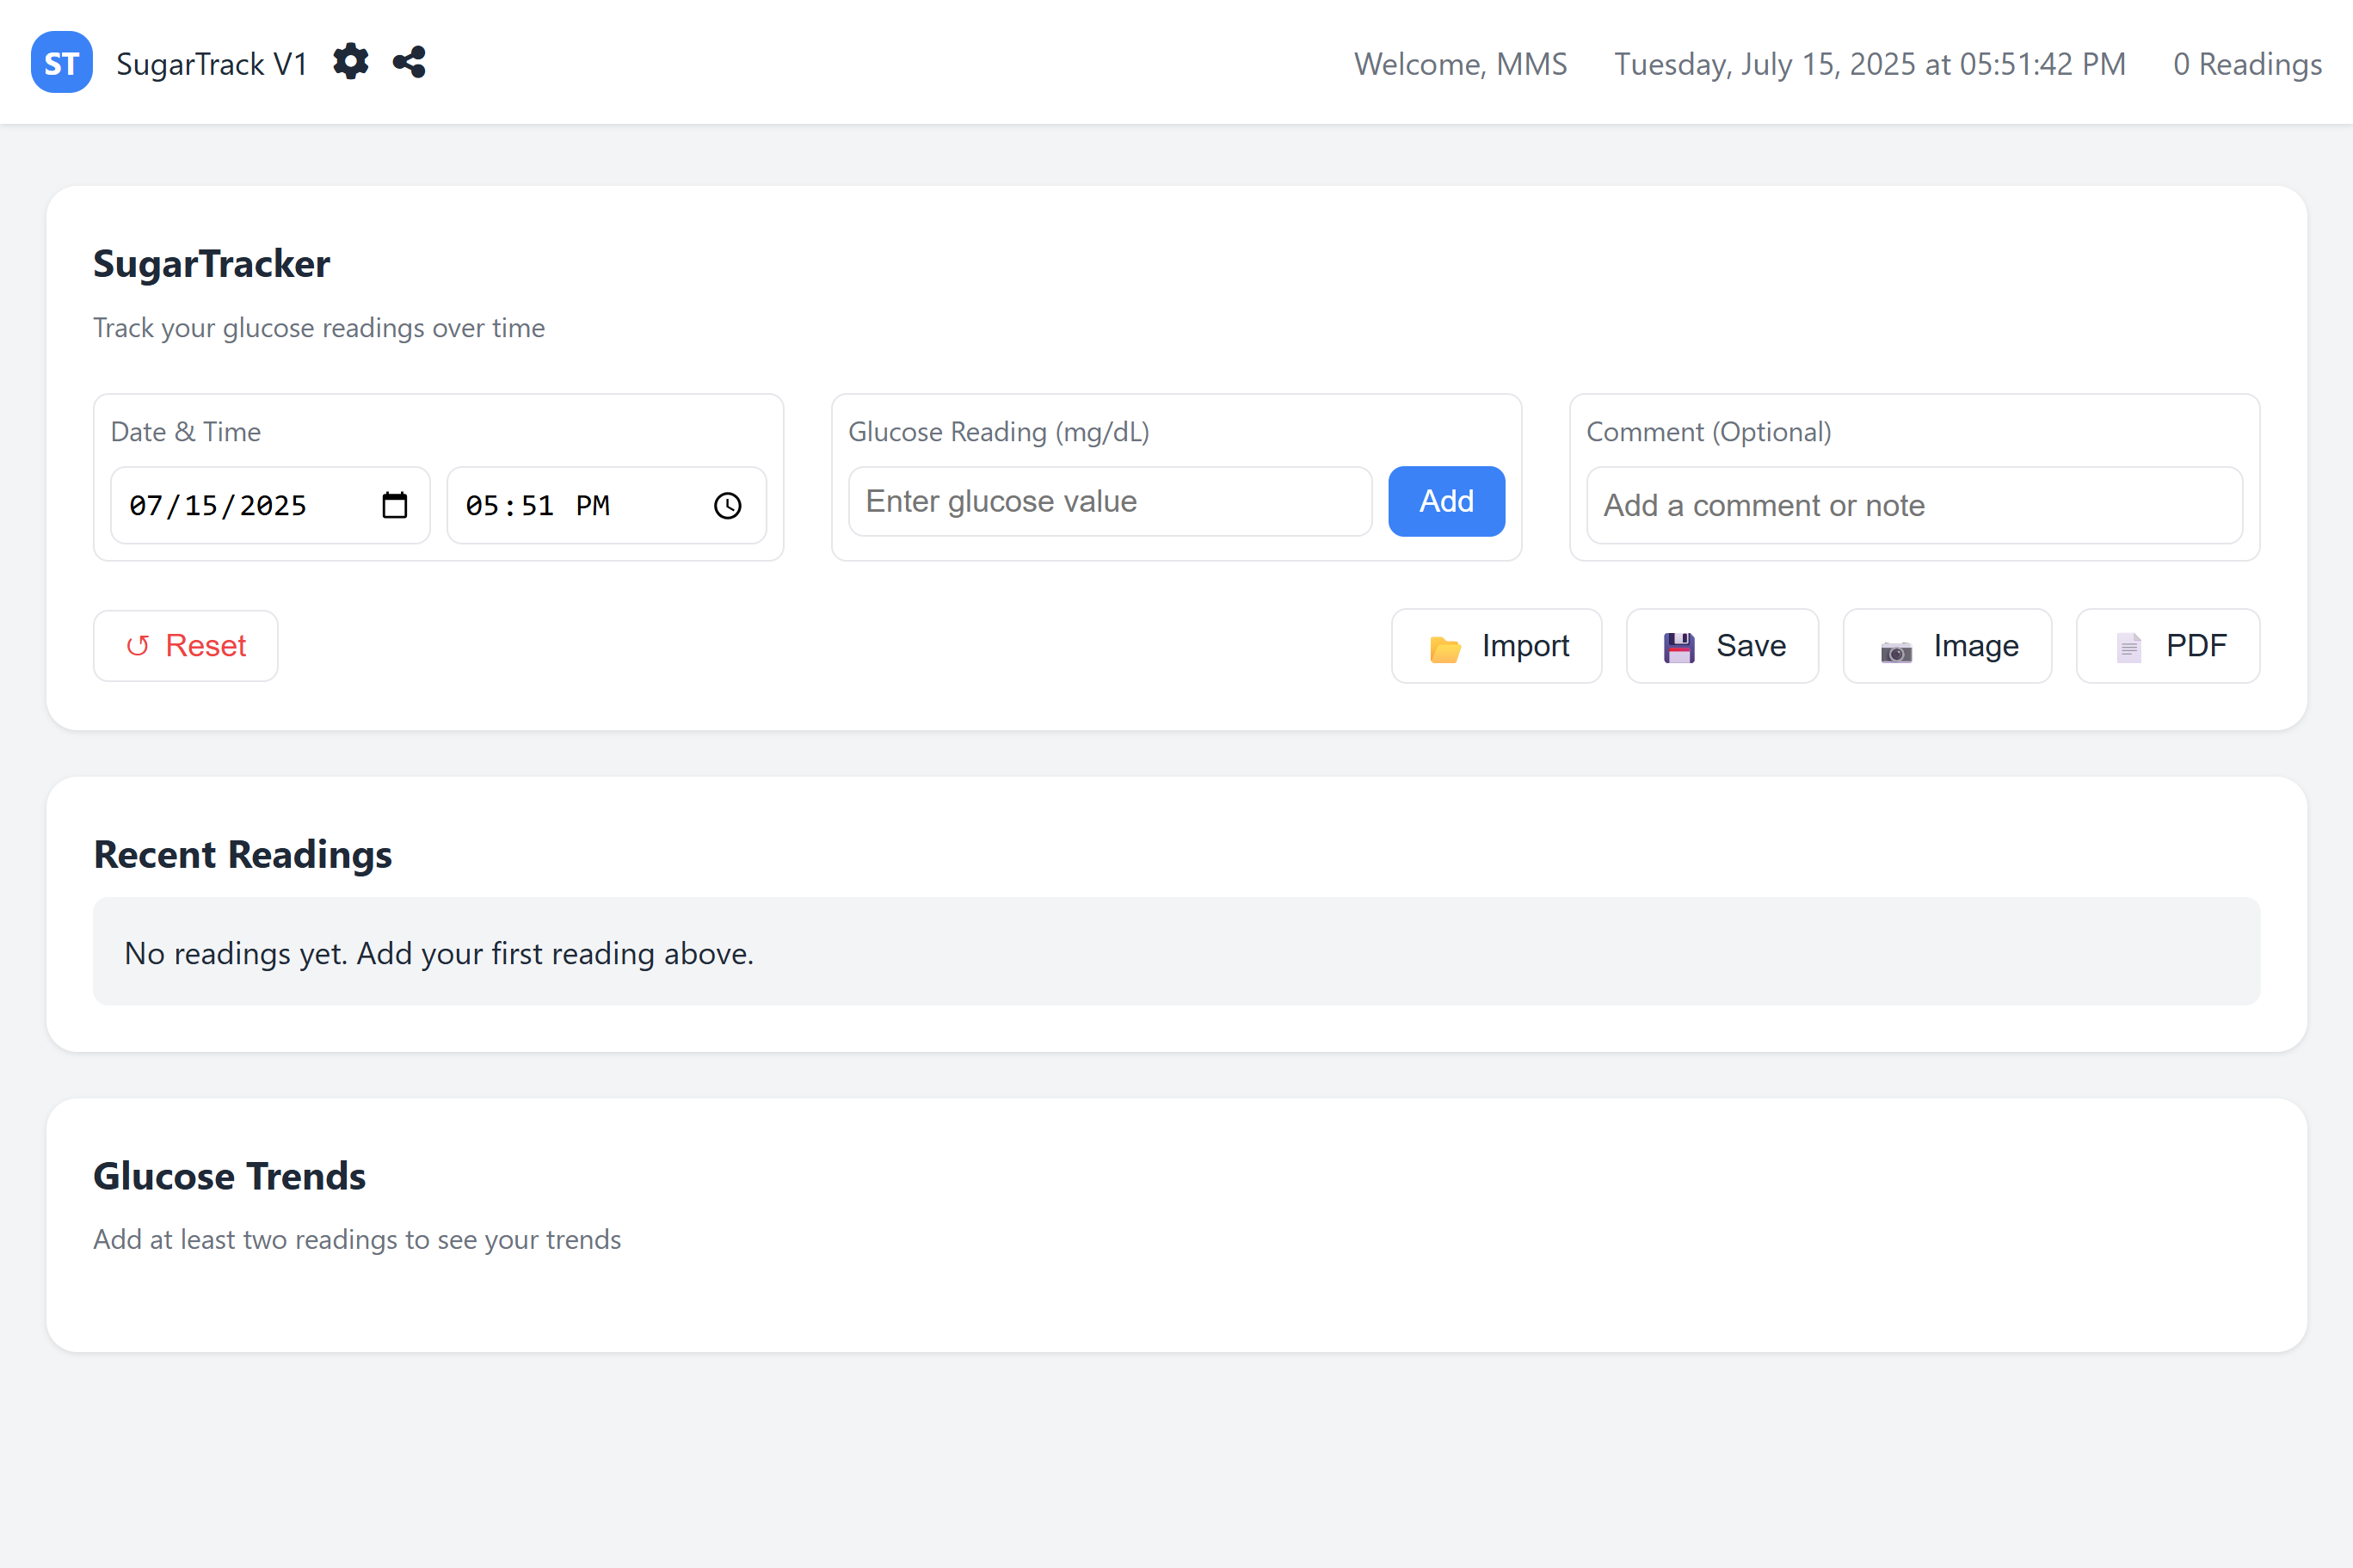 ST SugarTrack V1 Welcome, MMS Tuesday, July 15, 2025 at 05:51:42 PM 0 Readings
SugarTracker
Track your glucose readings over time
Date & Time
07/15/2025 05:51 PM
Glucose Reading (mg/dL)
Enter glucose value Add
Comment (Optional)
Add a comment or note
Reset Import Save Image PDF
Recent Readings
No readings yet. Add your first reading above.
Glucose Trends
Add at least two readings to see your trends